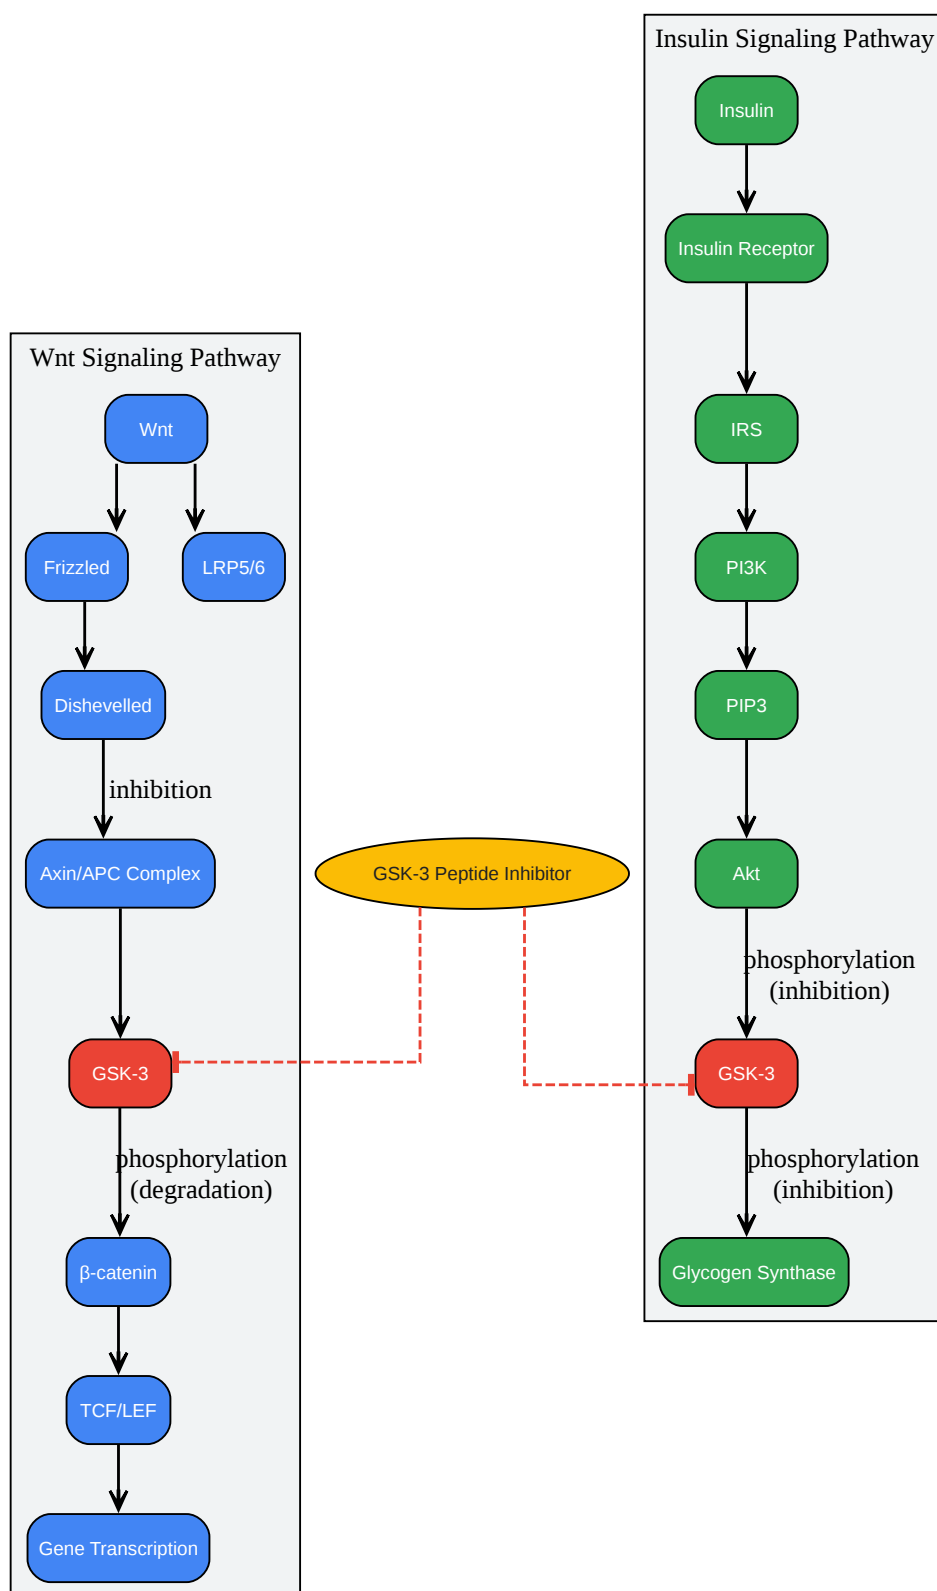 Insulin Signaling Pathway
Insulin
Insulin Receptor
IRS
PI3K
PIP3
Akt
phosphorylation
(inhibition)
GSK-3
phosphorylation
(inhibition)
Glycogen Synthase
Wnt Signaling Pathway
Wnt
Frizzled
LRP5/6
Dishevelled
inhibition
Axin/APC Complex
GSK-3
phosphorylation
(degradation)
β-catenin
TCF/LEF
Gene Transcription
GSK-3 Peptide Inhibitor